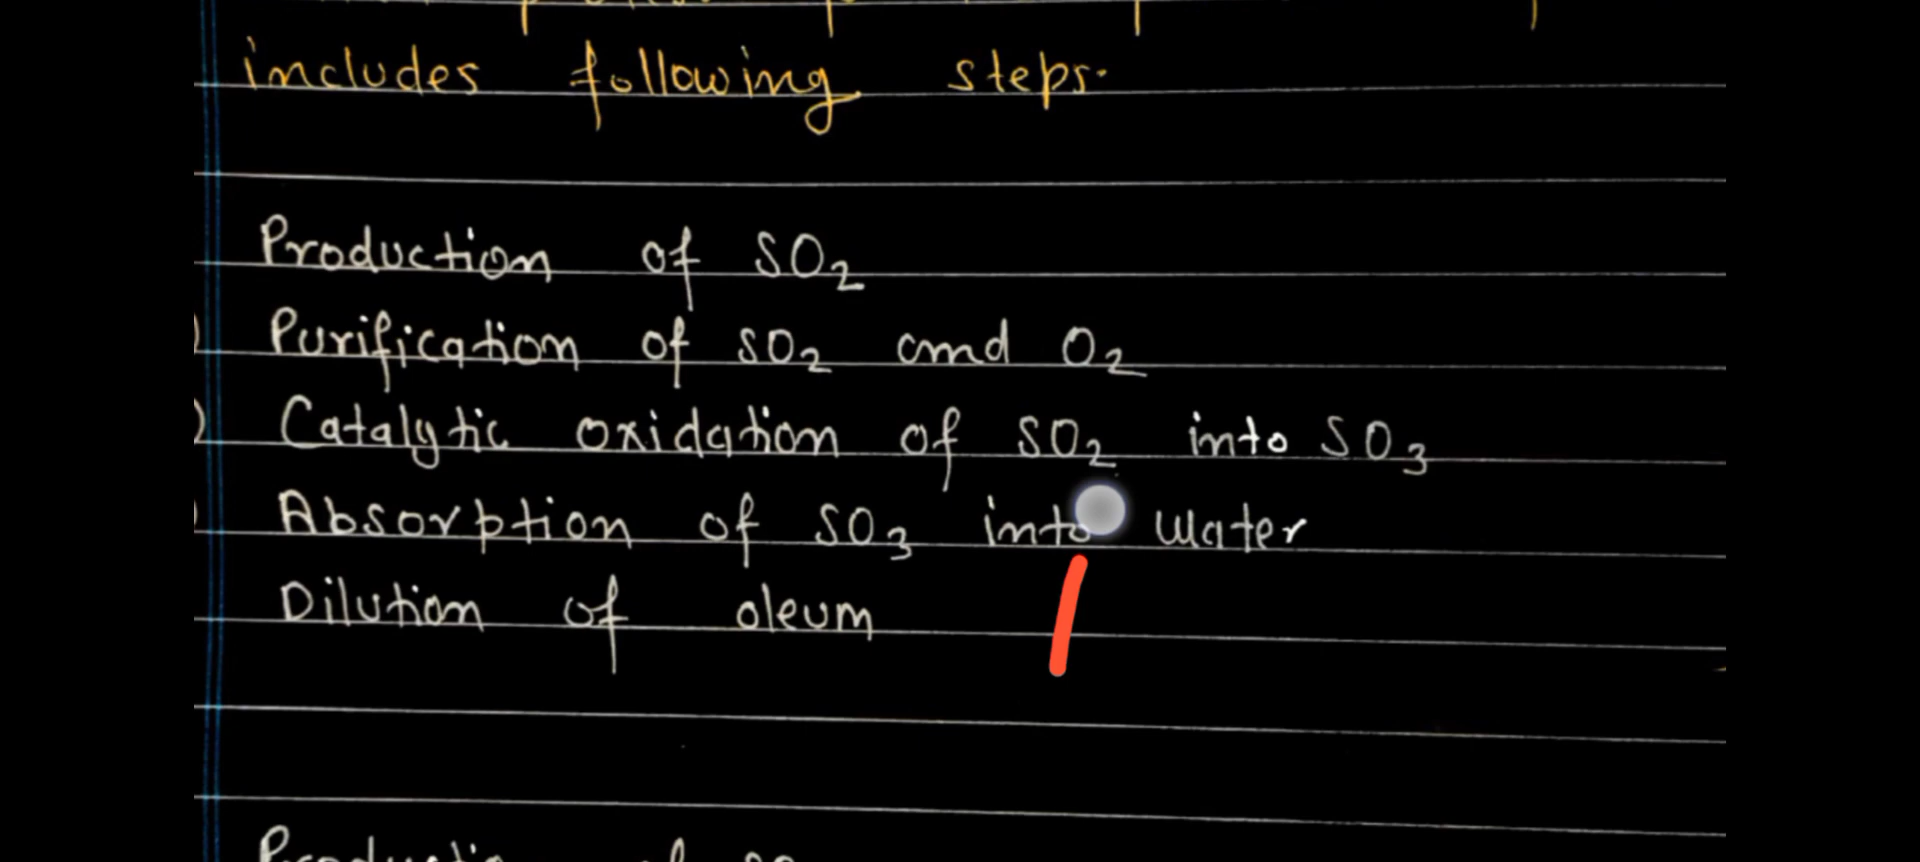 includes following steps.
Production of SO₂
) Purification of SO₂ and O₂
) Catalytic oxidation of SO₂ into SO₃
) Absorption of SO₃ into water
Dilution of oleum